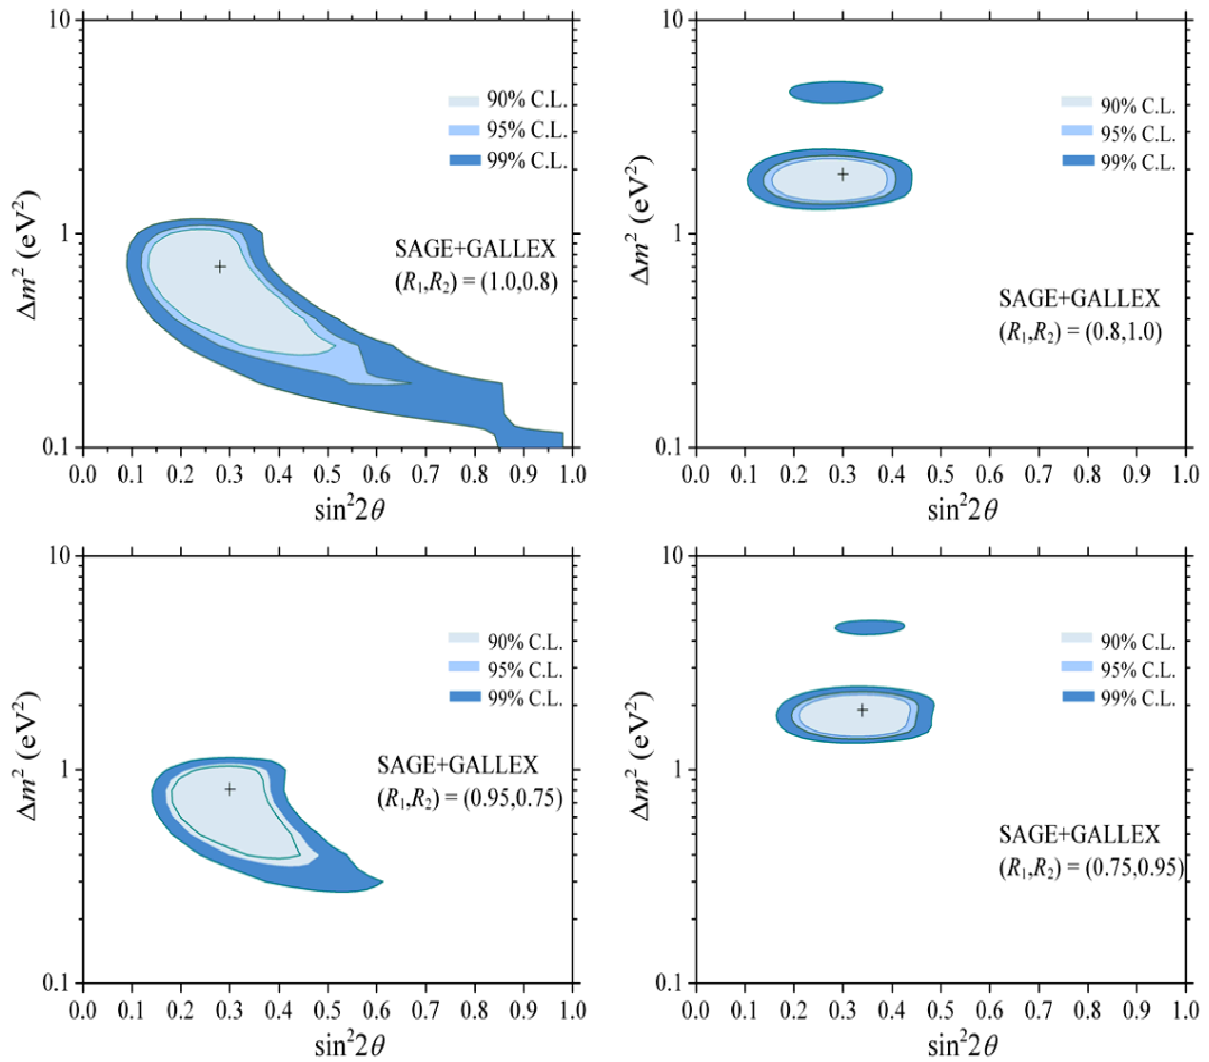 10
1
0.1
Δm² (eV²)
90% C.L.
95% C.L.
99% C.L.
SAGE+GALLEX
(R₁,R₂) = (1.0,0.8)
0.0 0.1 0.2 0.3 0.4 0.5 0.6 0.7 0.8 0.9 1.0
sin²2θ
10
1
0.1
Δm² (eV²)
90% C.L.
95% C.L.
99% C.L.
SAGE+GALLEX
(R₁,R₂) = (0.8,1.0)
0.0 0.1 0.2 0.3 0.4 0.5 0.6 0.7 0.8 0.9 1.0
sin²2θ
10
1
0.1
Δm² (eV²)
90% C.L.
95% C.L.
99% C.L.
SAGE+GALLEX
(R₁,R₂) = (0.95,0.75)
0.0 0.1 0.2 0.3 0.4 0.5 0.6 0.7 0.8 0.9 1.0
sin²2θ
10
1
0.1
Δm² (eV²)
90% C.L.
95% C.L.
99% C.L.
SAGE+GALLEX
(R₁,R₂) = (0.75,0.95)
0.0 0.1 0.2 0.3 0.4 0.5 0.6 0.7 0.8 0.9 1.0
sin²2θ